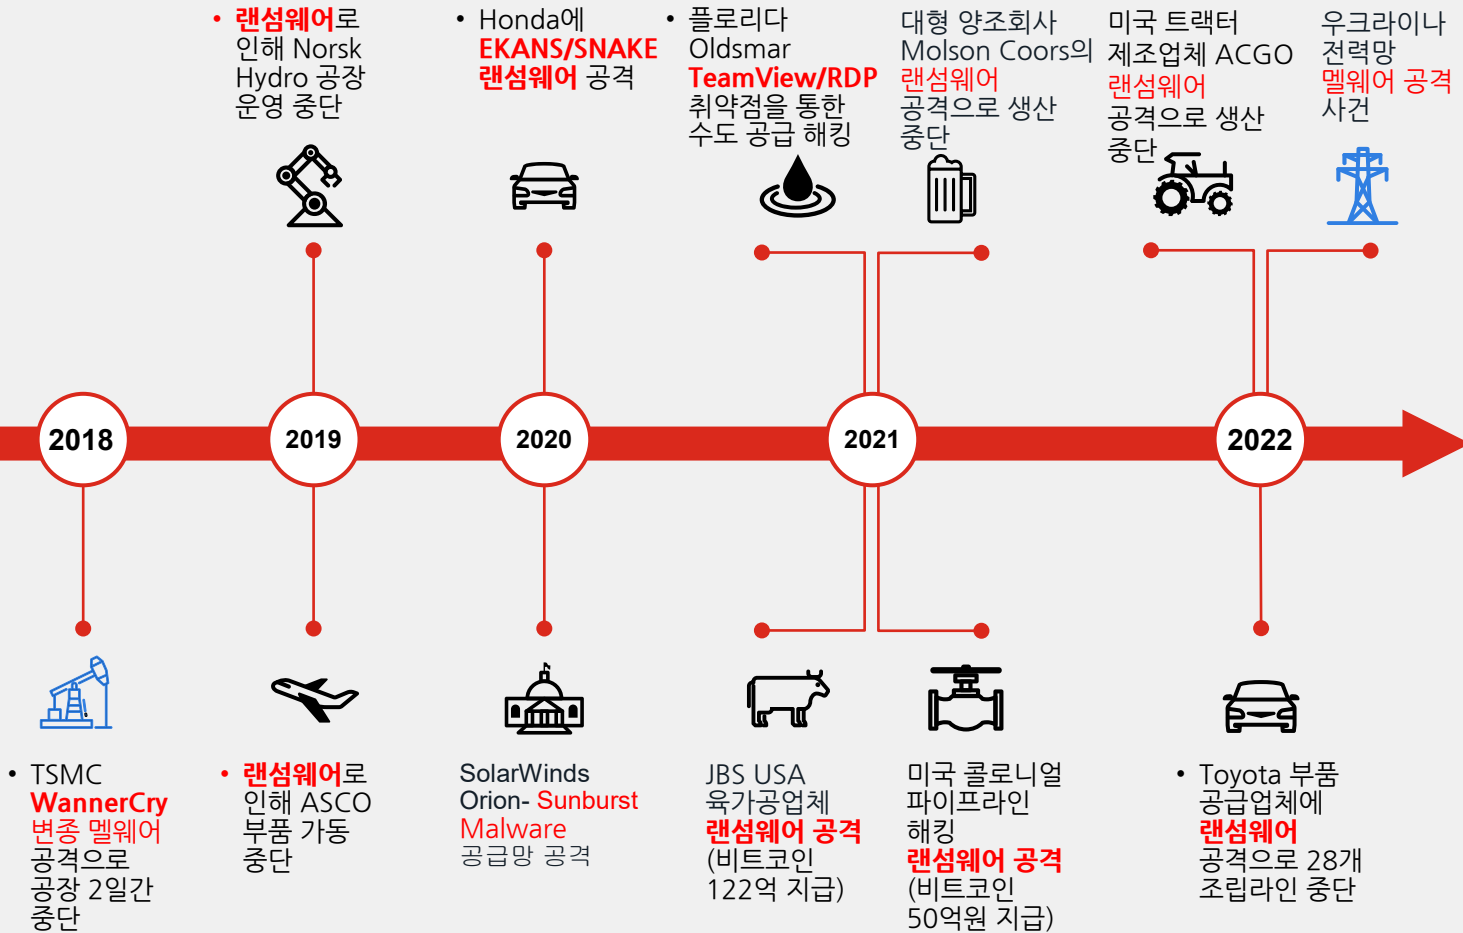 • 랜섬웨어로
인해 Norsk
Hydro 공장
운영 중단
• Honda에
EKANS/SNAKE
랜섬웨어 공격
• 플로리다
Oldsmar
TeamView/RDP
취약점을 통한
수도 공급 해킹
대형 양조회사
Molson Coors의
랜섬웨어
공격으로 생산
중단
미국 트랙터
제조업체 ACGO
랜섬웨어
공격으로 생산
중단
우크라이나
전력망
멜웨어 공격
사건
2018
2019
2020
2021
2022
• TSMC
WannerCry
변종 멜웨어
공격으로
공장 2일간
중단
• 랜섬웨어로
인해 ASCO
부품 가동
중단
SolarWinds
Orion- Sunburst
Malware
공급망 공격
JBS USA
육가공업체
랜섬웨어 공격
(비트코인
122억 지급)
미국 콜로니얼
파이프라인
해킹
랜섬웨어 공격
(비트코인
50억원 지급)
• Toyota 부품
공급업체에
랜섬웨어
공격으로 28개
조립라인 중단